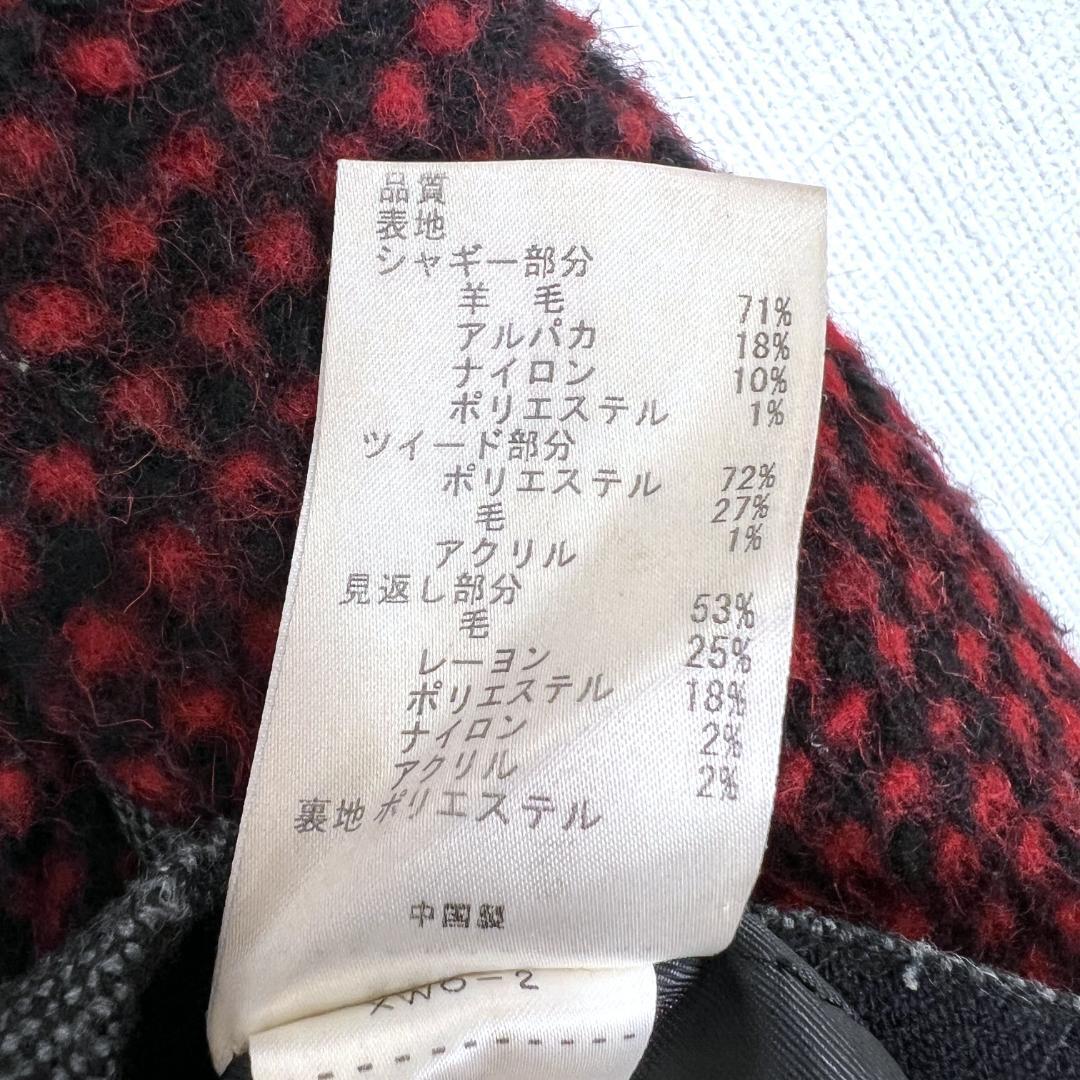 品質
表地
シャギー部分
羊 毛 71%
アルパカ 18%
ナイロン 10%
ポリエステル 1%
ツイード部分
ポリエステル 72%
毛 27%
アクリル 1%
見返し部分
毛 53%
レーヨン 25%
ポリエステル 18%
ナイロン 2%
アクリル 2%
裏地 ポリエステル
中国製
XWO-2